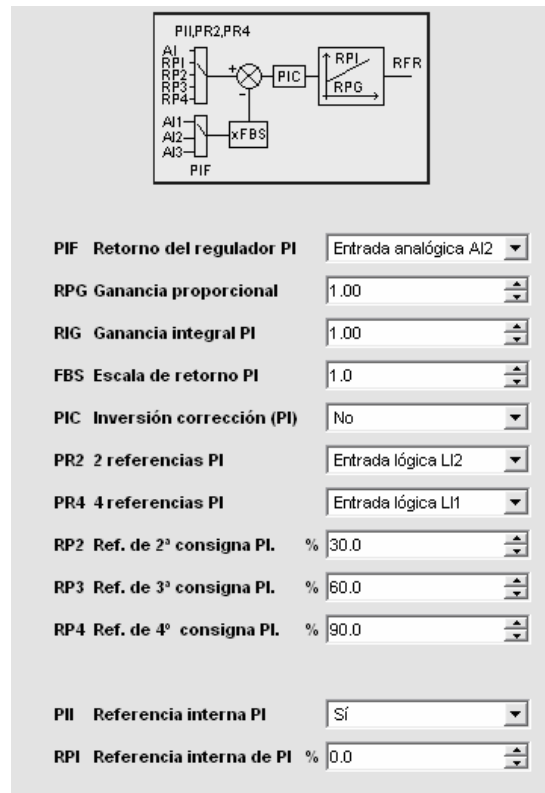 PII,PR2,PR4
AI
RPI
RP2
RP3
RP4
+
-
PIC
RPI
RPG
RFR
AI1
AI2
AI3
xFBS
PIF
PIF Retorno del regulador PI Entrada analógica AI2
RPG Ganancia proporcional 1.00
RIG Ganancia integral PI 1.00
FBS Escala de retorno PI 1.0
PIC Inversión corrección (PI) No
PR2 2 referencias PI Entrada lógica LI2
PR4 4 referencias PI Entrada lógica LI1
RP2 Ref. de 2ª consigna PI. % 30.0
RP3 Ref. de 3ª consigna PI. % 60.0
RP4 Ref. de 4º consigna PI. % 90.0
PII Referencia interna PI Sí
RPI Referencia interna de PI % 0.0